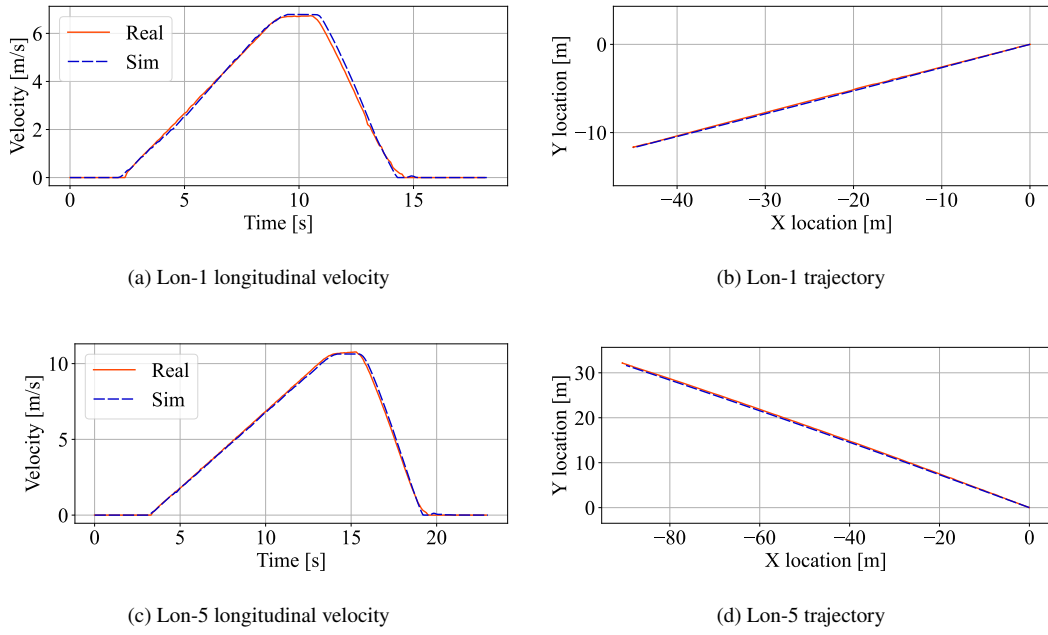 Velocity [m/s]
6
4
2
0
Real
Sim
0 5 10 15
Time [s]
(a) Lon-1 longitudinal velocity
Y location [m]
0
−10
−40 −30 −20 −10 0
X location [m]
(b) Lon-1 trajectory
Velocity [m/s]
10
5
0
Real
Sim
0 5 10 15 20
Time [s]
(c) Lon-5 longitudinal velocity
Y location [m]
30
20
10
0
−80 −60 −40 −20 0
X location [m]
(d) Lon-5 trajectory